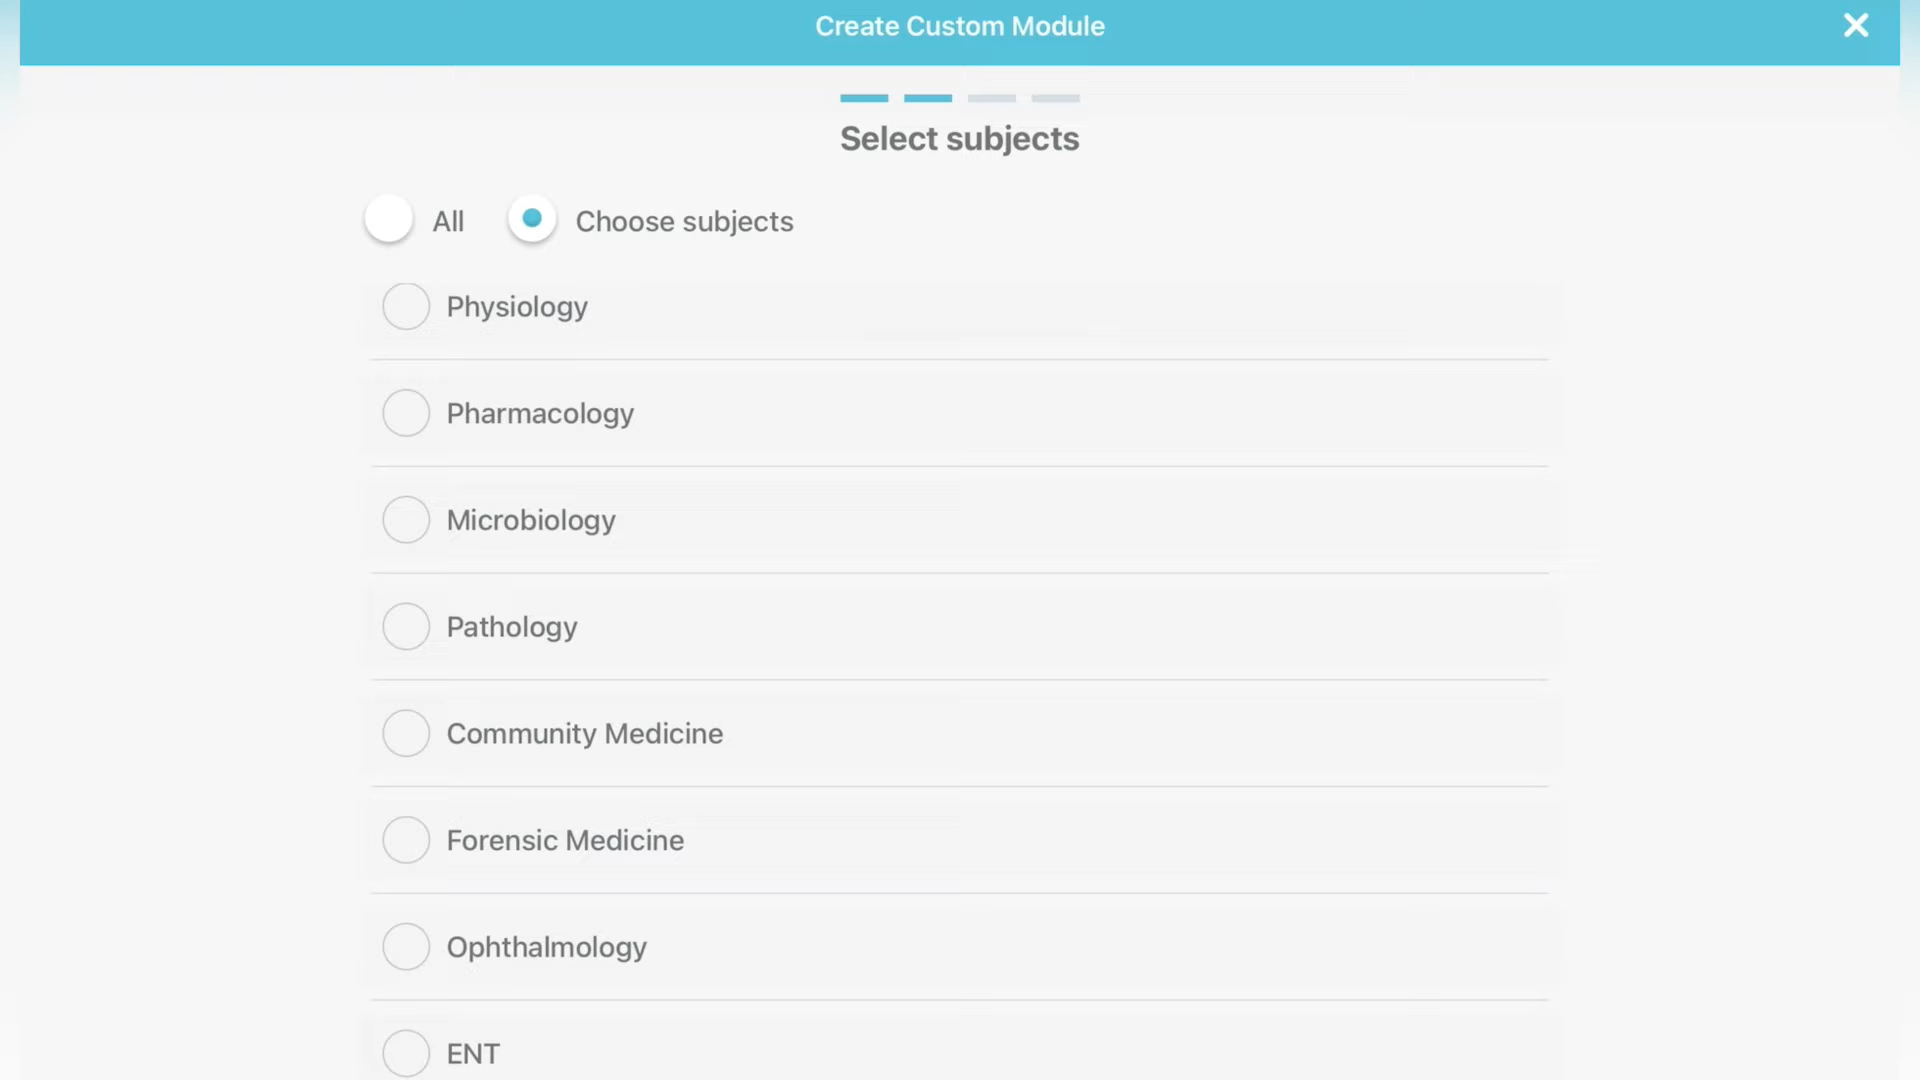 Create Custom Module
Select subjects
All Choose subjects
Physiology
Pharmacology
Microbiology
Pathology
Community Medicine
Forensic Medicine
Ophthalmology
ENT